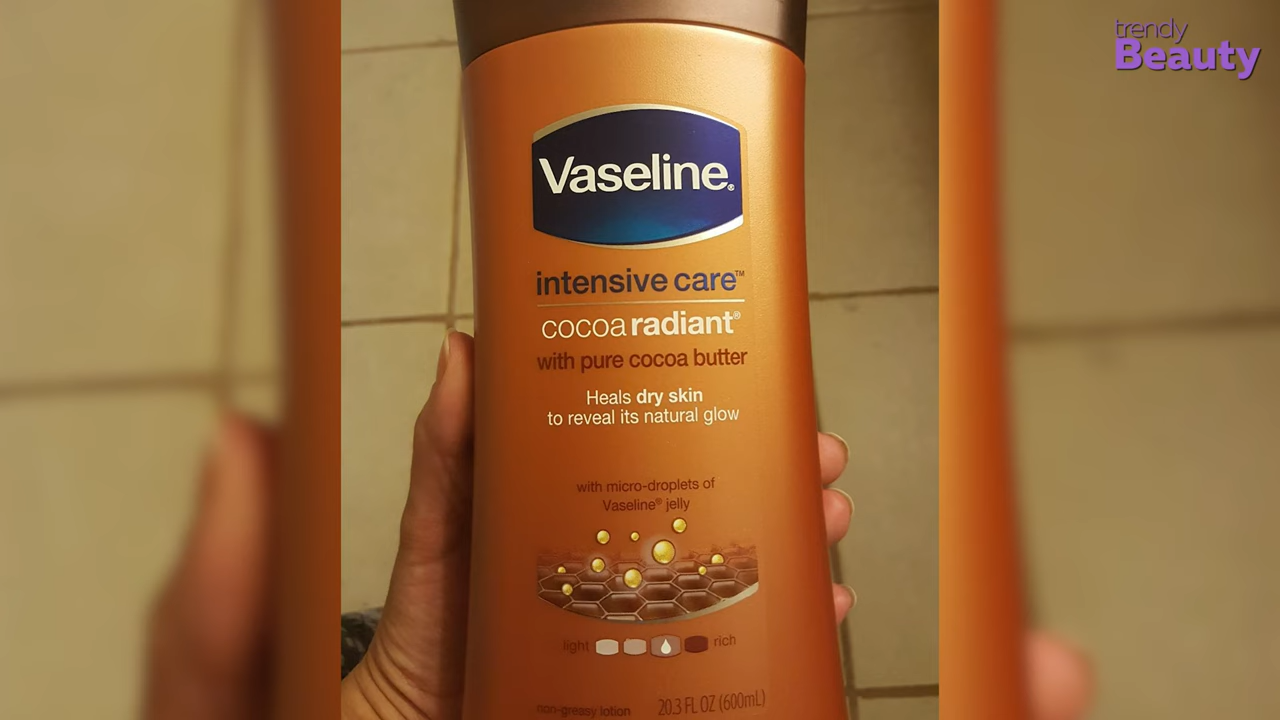 trendy
Beauty
Vaseline®
intensive care™
cocoa radiant®
with pure cocoa butter
Heals dry skin
to reveal its natural glow
with micro-droplets of
Vaseline® jelly
light rich
non-greasy lotion 20.3 FL OZ (600mL)